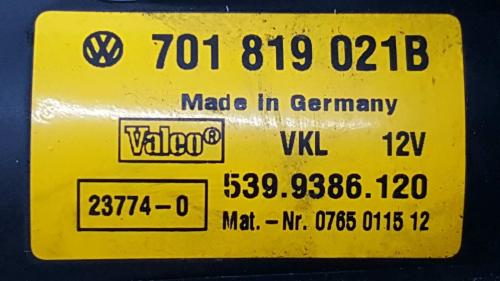 VW 701 819 021B
Made in Germany
Valeo® VKL 12V
539.9386.120
23774-0
Mat.-Nr. 0765 0115 12